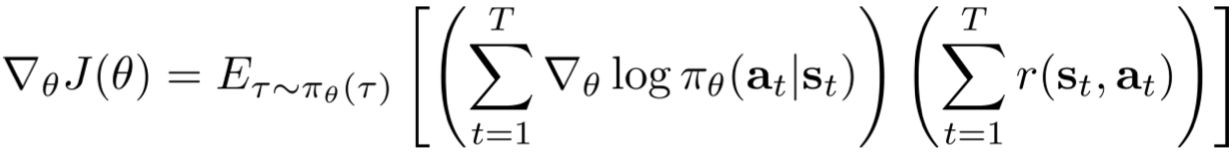 ∇_θ J(θ) = E_{τ∼π_θ(τ)} [ ( ∑_{t=1}^{T} ∇_θ log π_θ(𝐚_t|𝐬_t) ) ( ∑_{t=1}^{T} r(𝐬_t, 𝐚_t) ) ]